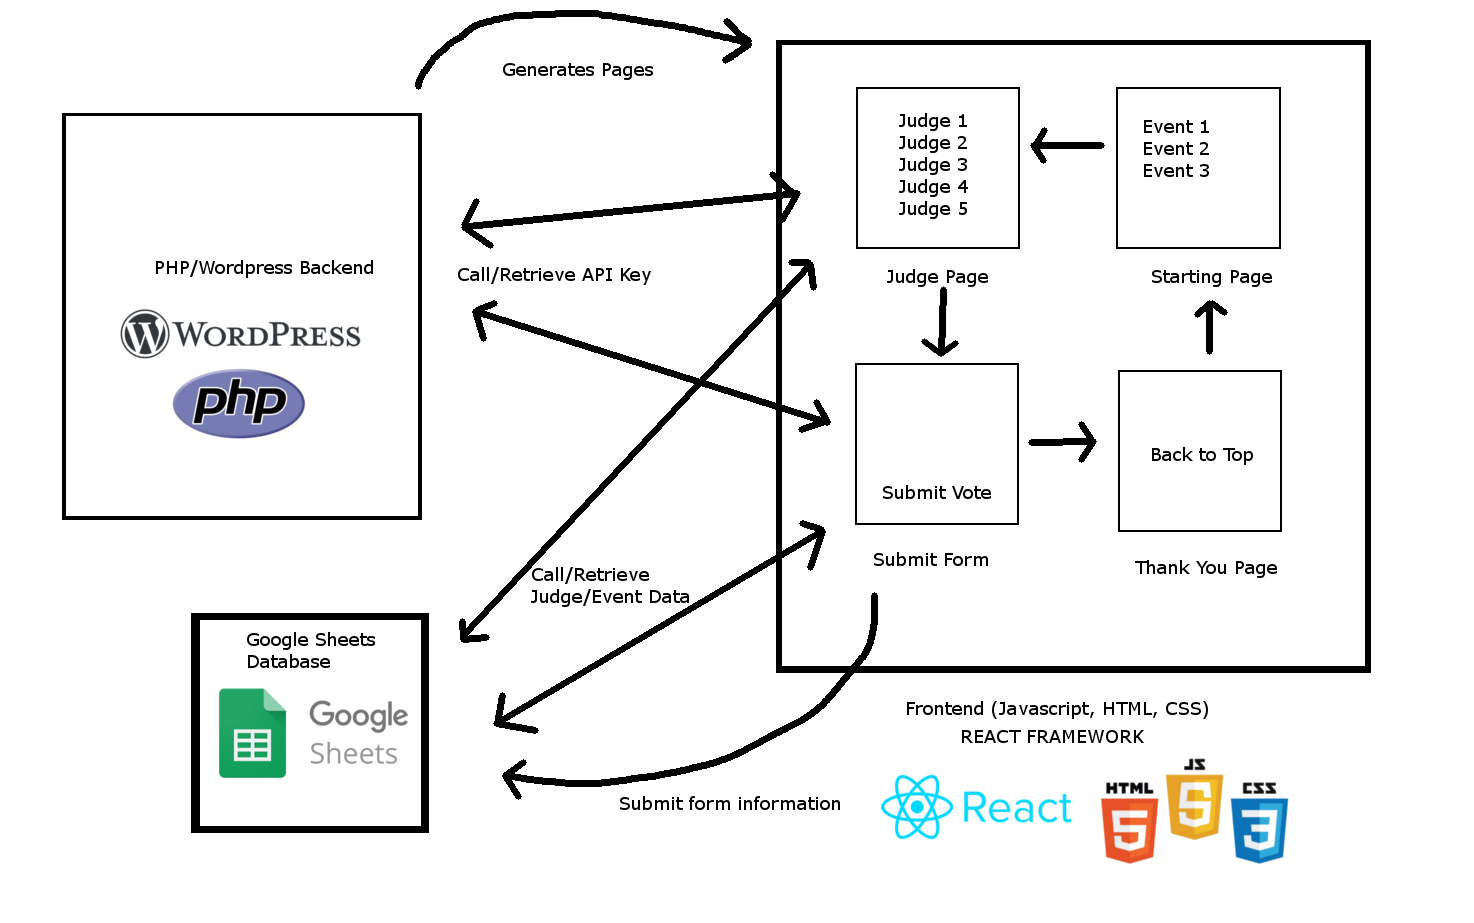 Generates Pages
PHP/Wordpress Backend
WORDPRESS
php
Call/Retrieve API Key
Judge 1
Judge 2
Judge 3
Judge 4
Judge 5
Judge Page
Event 1
Event 2
Event 3
Starting Page
Submit Vote
Submit Form
Back to Top
Thank You Page
Call/Retrieve
Judge/Event Data
Google Sheets
Database
Google
Sheets
Submit form information
Frontend (Javascript, HTML, CSS)
REACT FRAMEWORK
React
HTML
5
JS
5
CSS
3